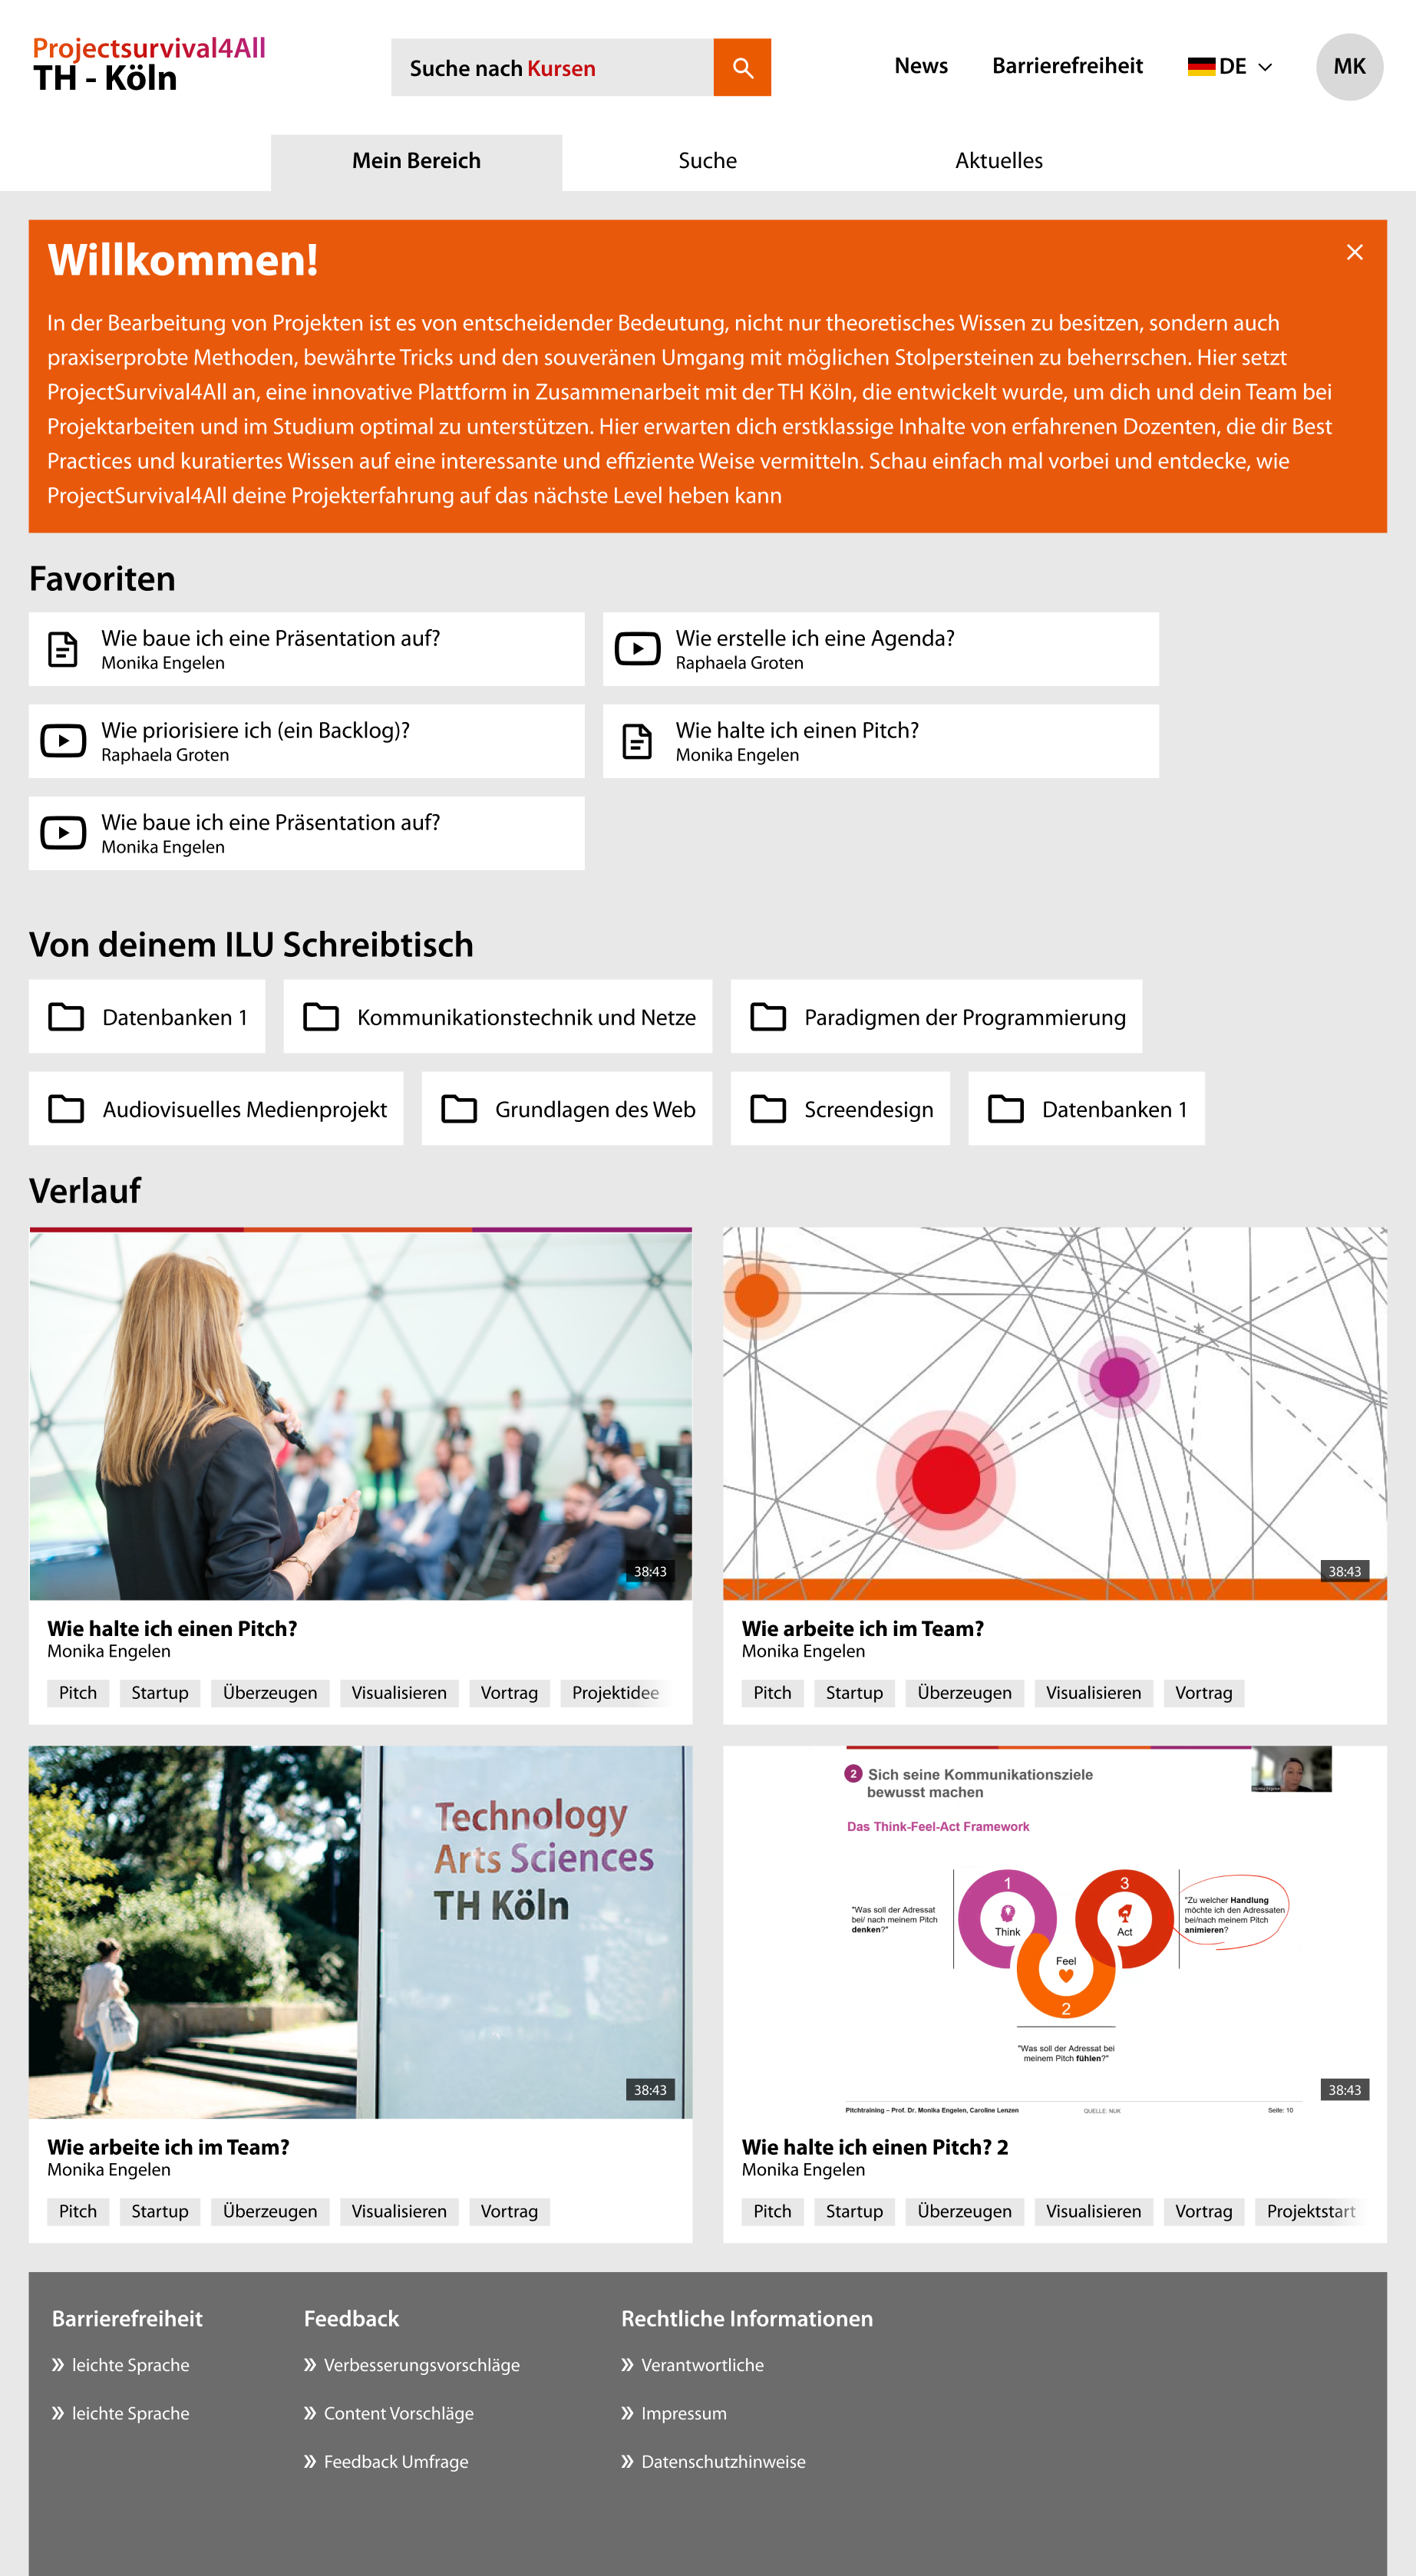 Projectsurvival4All
TH - Köln
Suche nach Kursen
News
Barrierefreiheit
DE
MK
Mein Bereich
Suche
Aktuelles
Willkommen!
In der Bearbeitung von Projekten ist es von entscheidender Bedeutung, nicht nur theoretisches Wissen zu besitzen, sondern auch
praxiserprobte Methoden, bewährte Tricks und den souveränen Umgang mit möglichen Stolpersteinen zu beherrschen. Hier setzt
ProjectSurvival4All an, eine innovative Plattform in Zusammenarbeit mit der TH Köln, die entwickelt wurde, um dich und dein Team bei
Projektarbeiten und im Studium optimal zu unterstützen. Hier erwarten dich erstklassige Inhalte von erfahrenen Dozenten, die dir Best
Practices und kuratiertes Wissen auf eine interessante und effiziente Weise vermitteln. Schau einfach mal vorbei und entdecke, wie
ProjectSurvival4All deine Projekterfahrung auf das nächste Level heben kann
Favoriten
Wie baue ich eine Präsentation auf?
Monika Engelen
Wie erstelle ich eine Agenda?
Raphaela Groten
Wie priorisiere ich (ein Backlog)?
Raphaela Groten
Wie halte ich einen Pitch?
Monika Engelen
Wie baue ich eine Präsentation auf?
Monika Engelen
Von deinem ILU Schreibtisch
Datenbanken 1
Kommunikationstechnik und Netze
Paradigmen der Programmierung
Audiovisuelles Medienprojekt
Grundlagen des Web
Screendesign
Datenbanken 1
Verlauf
38:43
Wie halte ich einen Pitch?
Monika Engelen
Pitch Startup Überzeugen Visualisieren Vortrag Projektidee
38:43
Wie arbeite ich im Team?
Monika Engelen
Pitch Startup Überzeugen Visualisieren Vortrag
Technology
Arts Sciences
TH Köln
38:43
Wie arbeite ich im Team?
Monika Engelen
Pitch Startup Überzeugen Visualisieren Vortrag
2 Sich seine Kommunikationsziele
bewusst machen
Das Think-Feel-Act Framework
"Was soll der Adressat
bei/ nach meinem Pitch
denken?"
1
Think
3
Act
"Zu welcher Handlung
möchte ich den Adressaten
bei/nach meinem Pitch
animieren?
Feel
2
"Was soll der Adressat bei
meinem Pitch fühlen?"
38:43
Pitchtraining – Prof. Dr. Monika Engelen, Caroline Lenzen
QUELLE: NUK
Seite: 10
Wie halte ich einen Pitch? 2
Monika Engelen
Pitch Startup Überzeugen Visualisieren Vortrag Projektstart
Barrierefreiheit
leichte Sprache
leichte Sprache
Feedback
Verbesserungsvorschläge
Content Vorschläge
Feedback Umfrage
Rechtliche Informationen
Verantwortliche
Impressum
Datenschutzhinweise